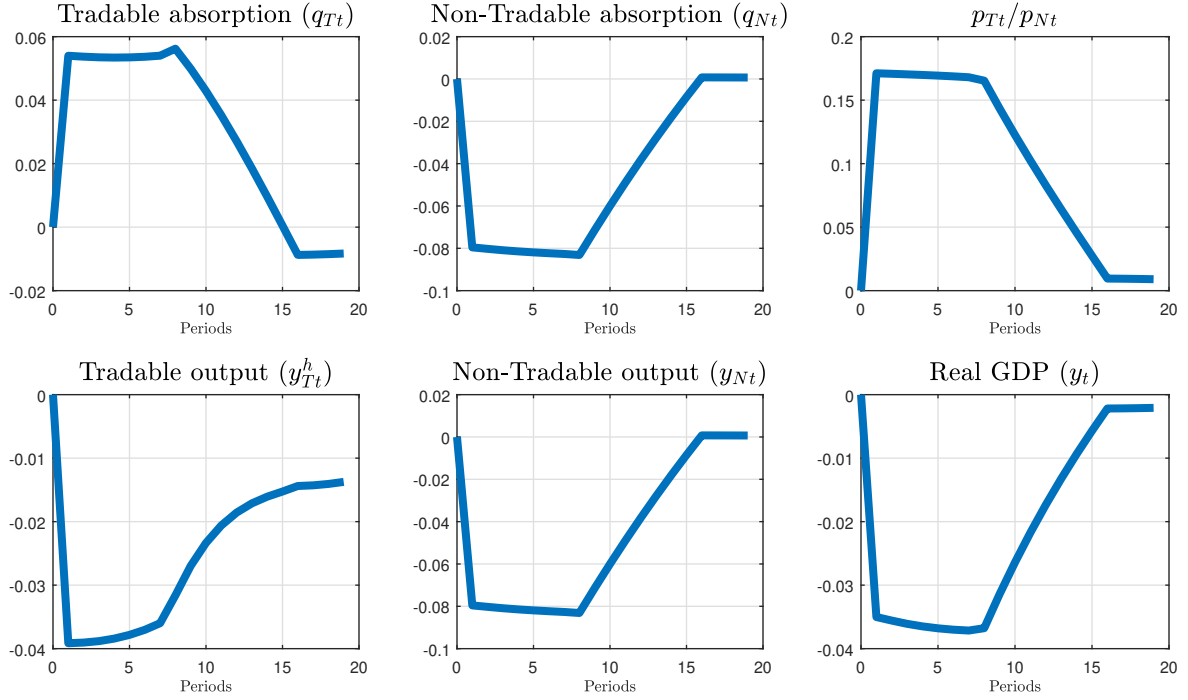 Tradable absorption (q_{Tt})
0.06
0.04
0.02
0
-0.02
0 5 10 15 20
Periods
Non-Tradable absorption (q_{Nt})
0.02
0
-0.02
-0.04
-0.06
-0.08
-0.1
0 5 10 15 20
Periods
p_{Tt}/p_{Nt}
0.2
0.15
0.1
0.05
0
0 5 10 15 20
Periods
Tradable output (y_{Tt}^h)
0
-0.01
-0.02
-0.03
-0.04
0 5 10 15 20
Periods
Non-Tradable output (y_{Nt})
0.02
0
-0.02
-0.04
-0.06
-0.08
-0.1
0 5 10 15 20
Periods
Real GDP (y_t)
0
-0.01
-0.02
-0.03
-0.04
0 5 10 15 20
Periods